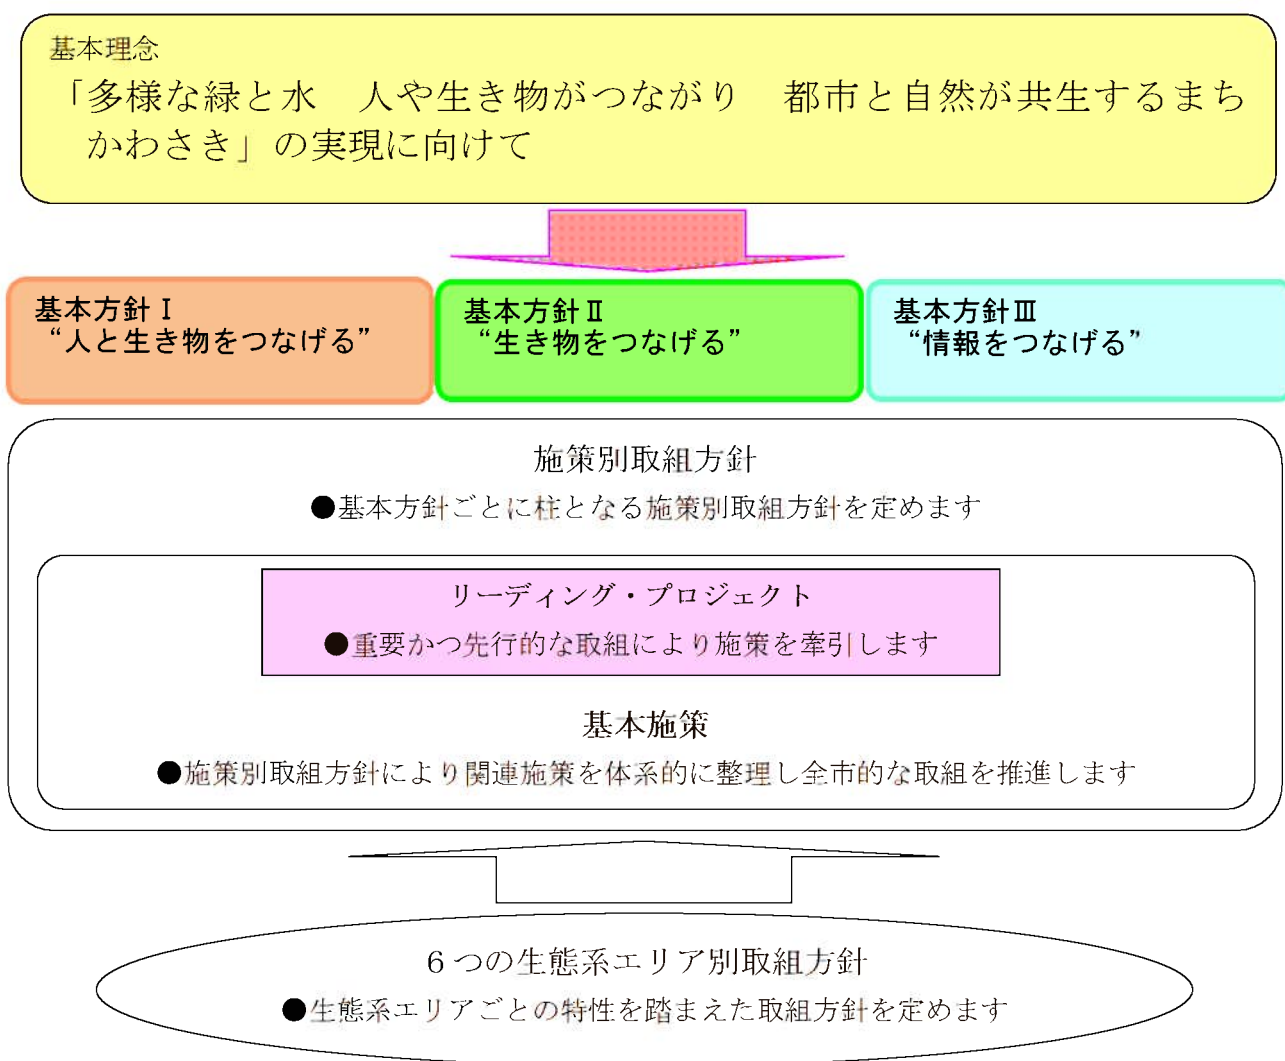 基本理念
「多様な緑と水　人や生き物がつながり　都市と自然が共生するまち
かわさき」の実現に向けて
基本方針Ⅰ
“人と生き物をつなげる”
基本方針Ⅱ
“生き物をつなげる”
基本方針Ⅲ
“情報をつなげる”
施策別取組方針
●基本方針ごとに柱となる施策別取組方針を定めます
リーディング・プロジェクト
●重要かつ先行的な取組により施策を牽引します
基本施策
●施策別取組方針により関連施策を体系的に整理し全市的な取組を推進します
６つの生態系エリア別取組方針
●生態系エリアごとの特性を踏まえた取組方針を定めます